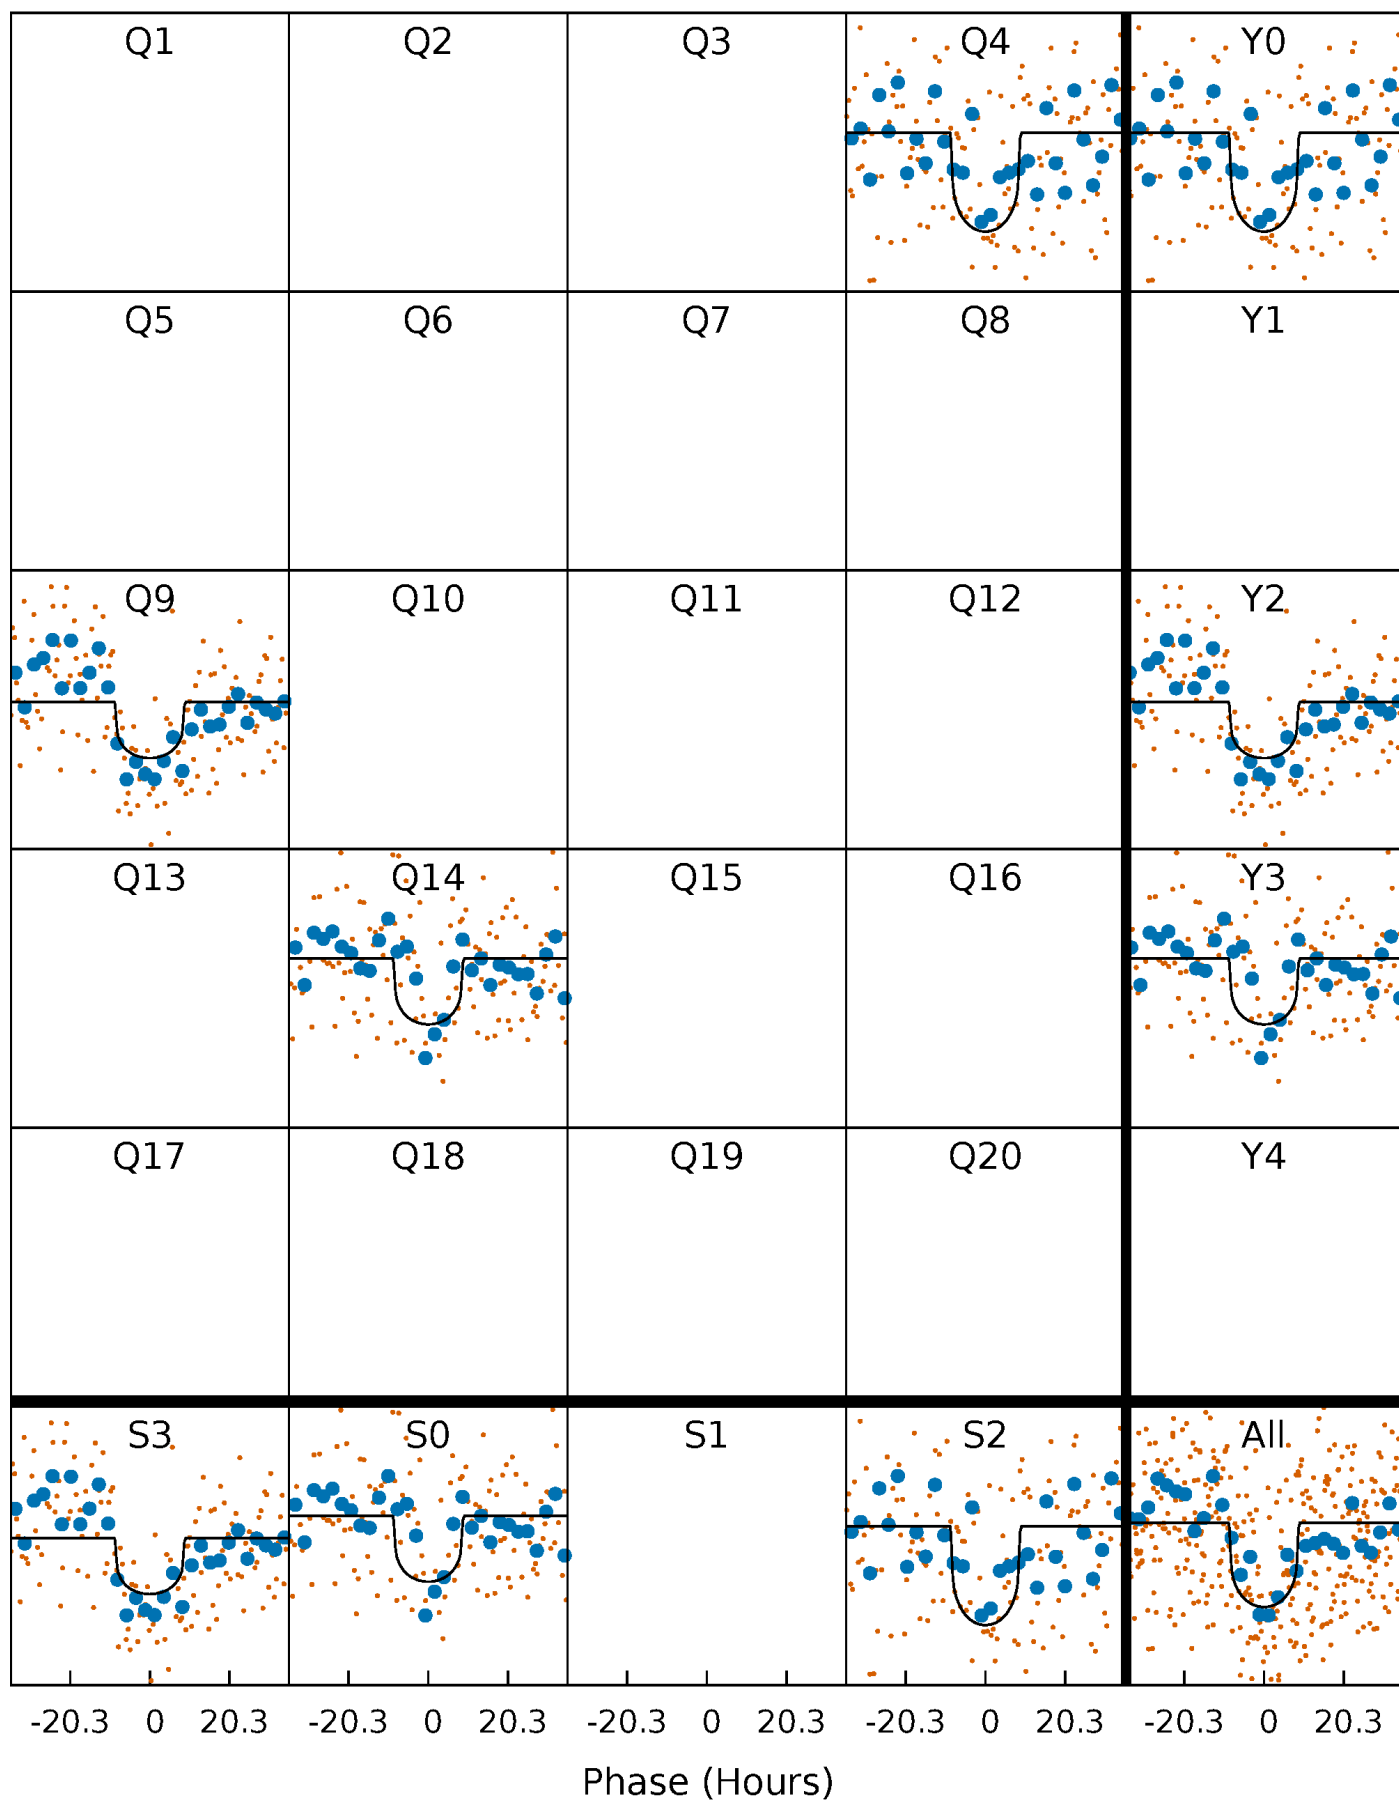 Q1 Q2 Q3 Q4 Y0
Q5 Q6 Q7 Q8 Y1
Q9 Q10 Q11 Q12 Y2
Q13 Q14 Q15 Q16 Y3
Q17 Q18 Q19 Q20 Y4
S3 S0 S1 S2 All
-20.3 0 20.3 -20.3 0 20.3 -20.3 0 20.3 -20.3 0 20.3 -20.3 0 20.3
Phase (Hours)